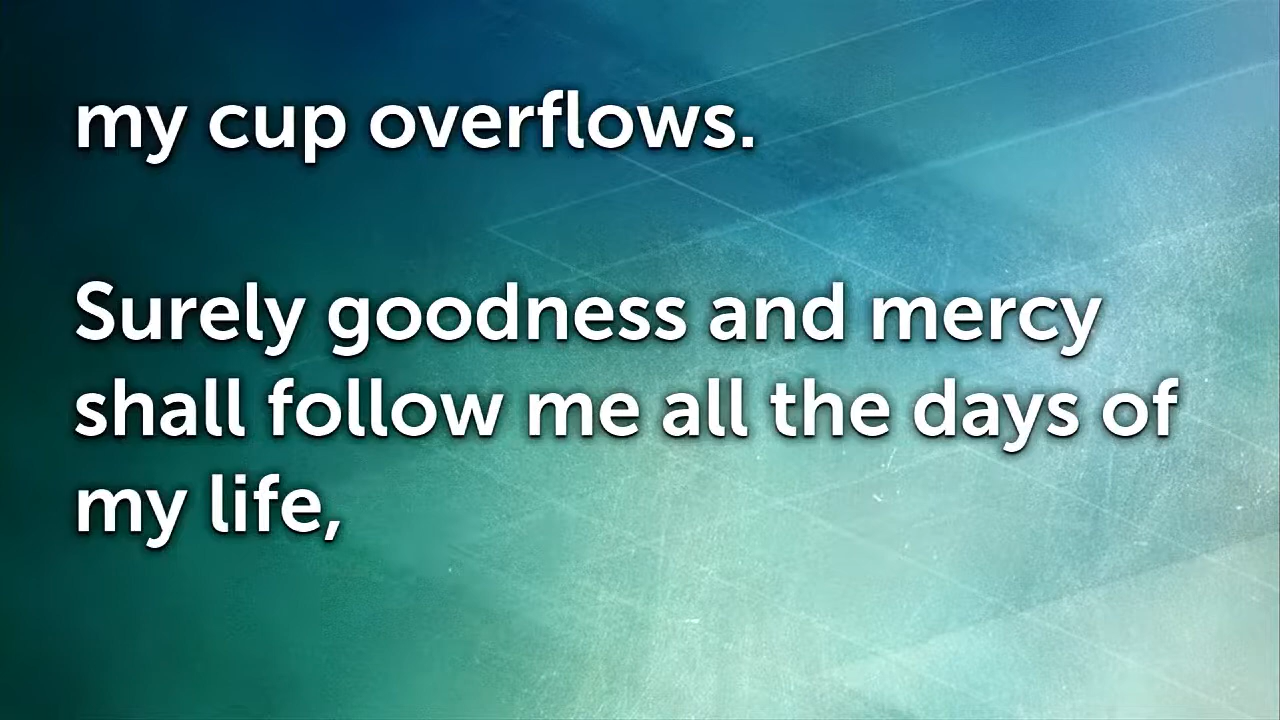 my cup overflows.
Surely goodness and mercy
shall follow me all the days of
my life,